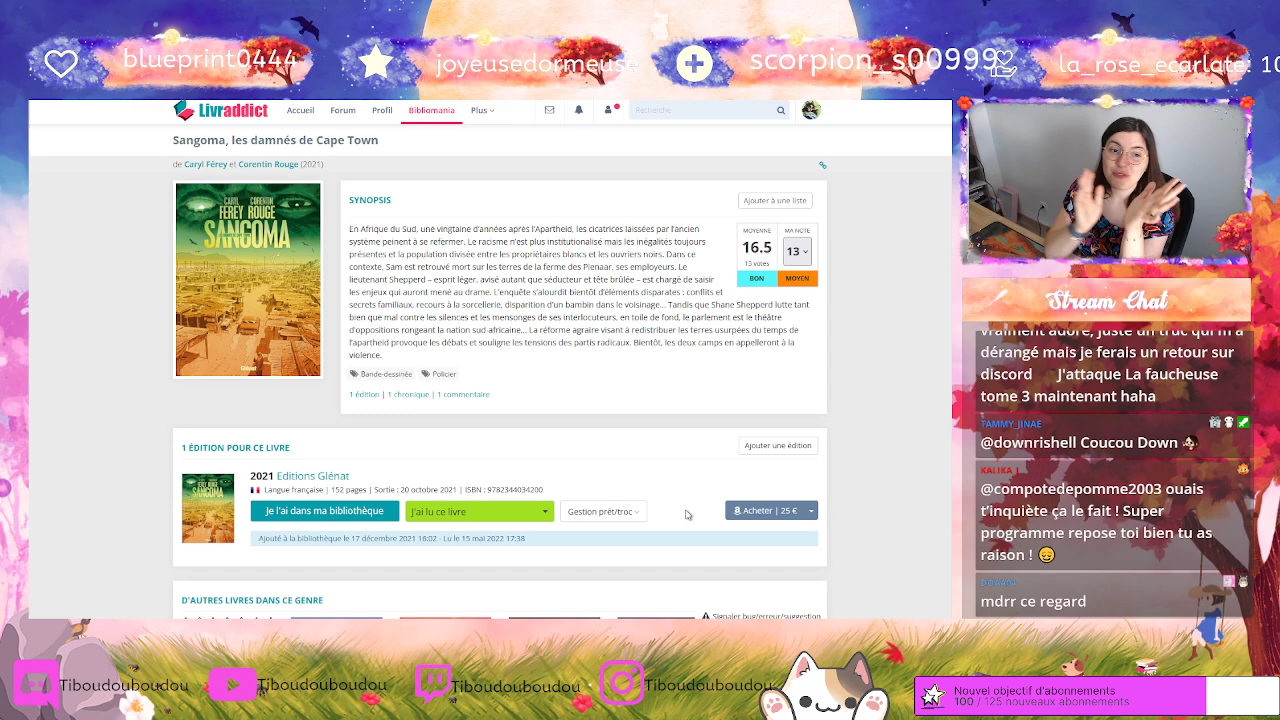 blueprint0444
joyeusedormeuse
scorpion_s00999
la_rose_ecarlate: 10
Livraddict
Accueil
Forum
Profil
Bibliomania
Plus
Recherche
Sangoma, les damnés de Cape Town
de Caryl Férey et Corentin Rouge (2021)
CARYL CORENTIN
FEREY ROUGE
SANGOMA
Glénat
SYNOPSIS
Ajouter à une liste
En Afrique du Sud, une vingtaine d'années après l'Apartheid, les cicatrices laissées par l'ancien
système peinent à se refermer. Le racisme n'est plus institutionalisé mais les inégalités toujours
présentes et la population divisée entre les propriétaires blancs et les ouvriers noirs. Dans ce
contexte, Sam est retrouvé mort sur les terres de la ferme des Pienaar, ses employeurs. Le
lieutenant Shepperd – esprit léger, avisé autant que séducteur et tête brûlée – est chargé de saisir
les enjeux qui auront mené au drame. L'enquête s'alourdit bientôt d'éléments disparates : conflits et
secrets familiaux, recours à la sorcellerie, disparition d'un bambin dans le voisinage... Tandis que Shane Shepperd lutte tant
bien que mal contre les silences et les mensonges de ses interlocuteurs, en toile de fond, le parlement est le théâtre
d'oppositions rongeant la nation sud-africaine... La réforme agraire visant à redistribuer les terres usurpées du temps de
l'apartheid provoque les débats et souligne les tensions des partis radicaux. Bientôt, les deux camps en appelleront à la
violence.
MOYENNE
16.5
13 votes
BON
MA NOTE
13
MOYEN
Bande-dessinée
Policier
1 édition | 1 chronique | 1 commentaire
1 ÉDITION POUR CE LIVRE
Ajouter une édition
FEREY ROUGE
SANGOMA
2021 Editions Glénat
Langue française | 152 pages | Sortie : 20 octobre 2021 | ISBN : 9782344034200
Je l'ai dans ma bibliothèque
J'ai lu ce livre
Gestion prêt/troc
Acheter | 25 €
Ajouté à la bibliothèque le 17 décembre 2021 16:02 - Lu le 15 mai 2022 17:38
D'AUTRES LIVRES DANS CE GENRE
Signaler bug/erreur/suggestion
Stream Chat
vraiment adoré, juste un truc qui m'a
dérangé mais je ferais un retour sur
discord J'attaque La faucheuse
tome 3 maintenant haha
TAMMY_JINAE
@downrishell Coucou Down
@compotedepomme2003 ouais
t'inquiète ça le fait ! Super
programme repose toi bien tu as
raison !
mdrr ce regard
Tiboudouboudou
Tiboudouboudou
Tiboudouboudou
Tiboudouboudou
Nouvel objectif d'abonnements
100 / 125 nouveaux abonnements